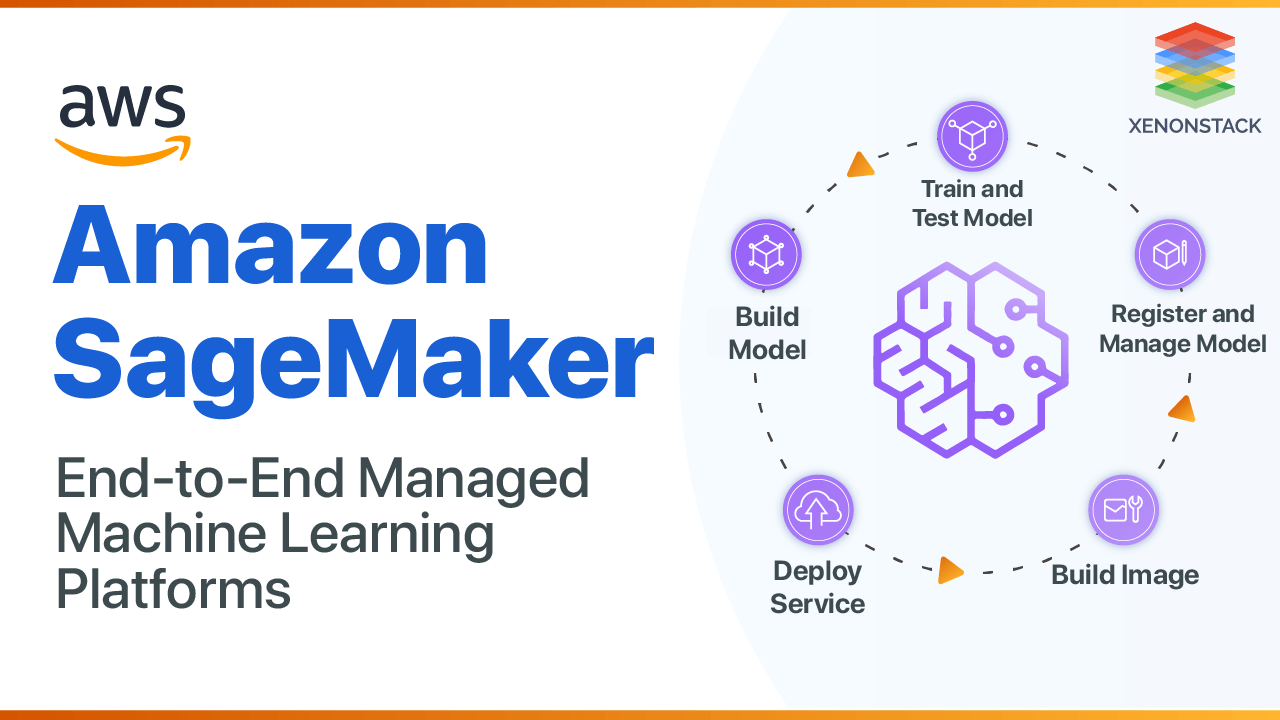 aws
Amazon
SageMaker
End-to-End Managed
Machine Learning
Platforms
XENONSTACK
Train and
Test Model
Build
Model
Register and
Manage Model
Deploy
Service
Build Image